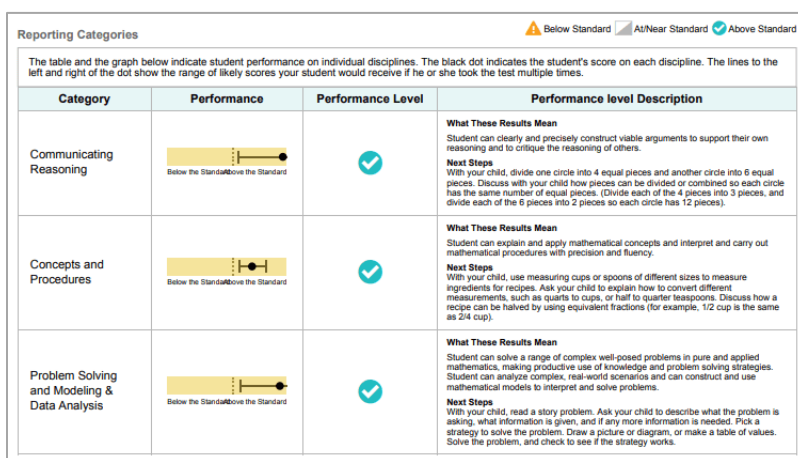 Reporting Categories
Below Standard At/Near Standard Above Standard
The table and the graph below indicate student performance on individual disciplines. The black dot indicates the student's score on each discipline. The lines to the
left and right of the dot show the range of likely scores your student would receive if he or she took the test multiple times.
Category Performance Performance Level Performance level Description
Communicating
Reasoning
Below the Standard Above the Standard
What These Results Mean
Student can clearly and precisely construct viable arguments to support their own
reasoning and to critique the reasoning of others.
Next Steps
With your child, divide one circle into 4 equal pieces and another circle into 6 equal
pieces. Discuss with your child how pieces can be divided or combined so each circle
has the same number of equal pieces. (Divide each of the 4 pieces into 3 pieces, and
divide each of the 6 pieces into 2 pieces so each circle has 12 pieces).
Concepts and
Procedures
Below the Standard Above the Standard
What These Results Mean
Student can explain and apply mathematical concepts and interpret and carry out
mathematical procedures with precision and fluency.
Next Steps
With your child, use measuring cups or spoons of different sizes to measure
ingredients for recipes. Ask your child to explain how to convert different
measurements, such as quarts to cups, or half to quarter teaspoons. Discuss how a
recipe can be halved by using equivalent fractions (for example, 1/2 cup is the same
as 2/4 cup).
Problem Solving
and Modeling &
Data Analysis
Below the Standard Above the Standard
What These Results Mean
Student can solve a range of complex well-posed problems in pure and applied
mathematics, making productive use of knowledge and problem solving strategies.
Student can analyze complex, real-world scenarios and can construct and use
mathematical models to interpret and solve problems.
Next Steps
With your child, read a story problem. Ask your child to describe what the problem is
asking, what information is given, and if any more information is needed. Pick a
strategy to solve the problem. Draw a picture or diagram, or make a table of values.
Solve the problem, and check to see if the strategy works.